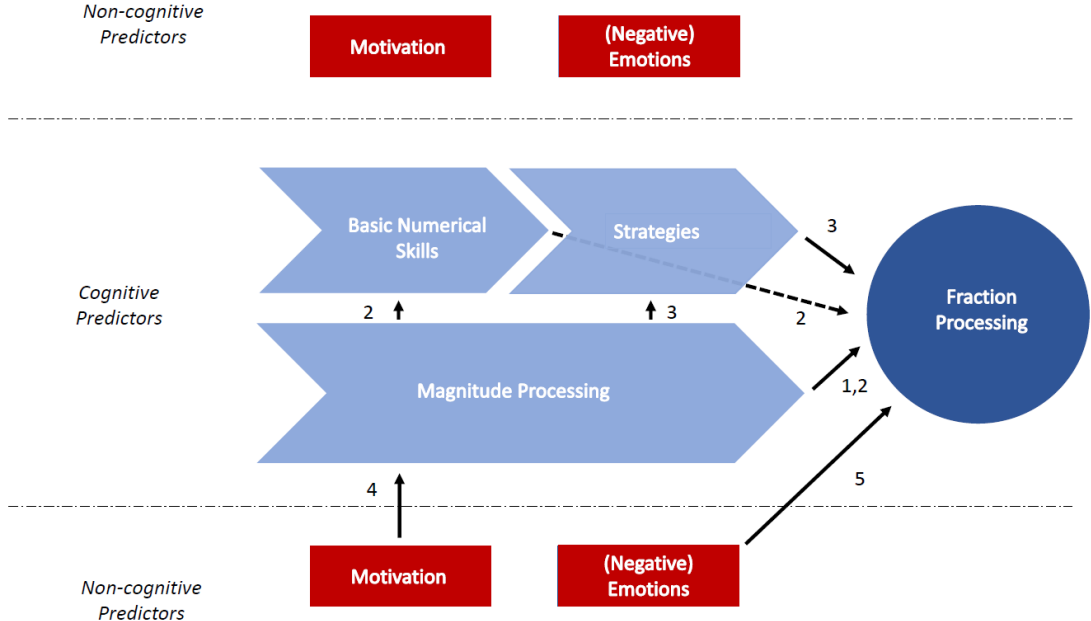 Non-cognitive
Predictors
Motivation
(Negative)
Emotions
Basic Numerical
Skills
Strategies
3
Cognitive
Predictors
2
3
2
Fraction
Processing
Magnitude Processing
1,2
4
5
Non-cognitive
Predictors
Motivation
(Negative)
Emotions